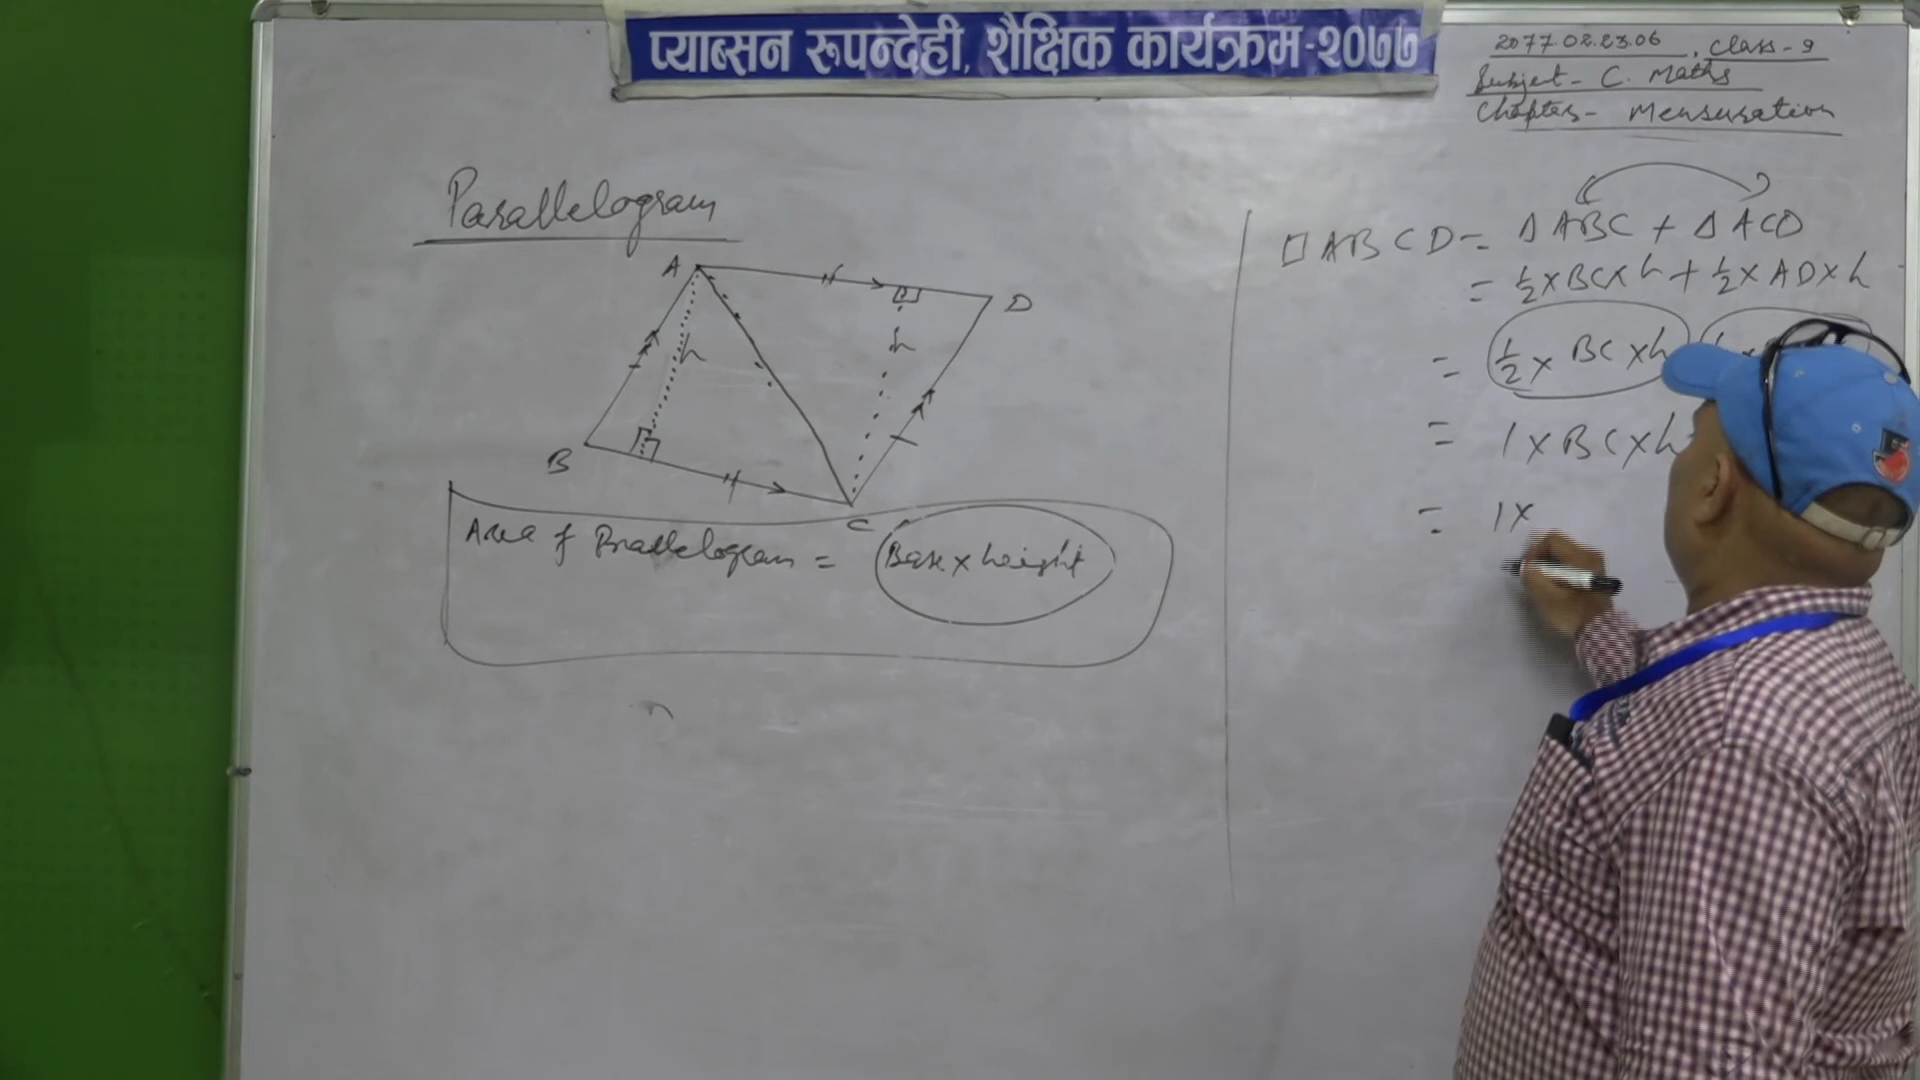 प्याब्सन रूपन्देही, शैक्षिक कार्यक्रम-२०७७
2077.02.23.06, Class-9
Subject- C. Maths
Chapter- Mensuration
Parallelogram
A
D
h
h
B
C
Area of Parallelogram = Base x height
□ABCD = ΔABC + ΔACD
= ½ x BC x h + ½ x AD x h
= ½ x BC x h
= 1 x BC x h
= 1 x